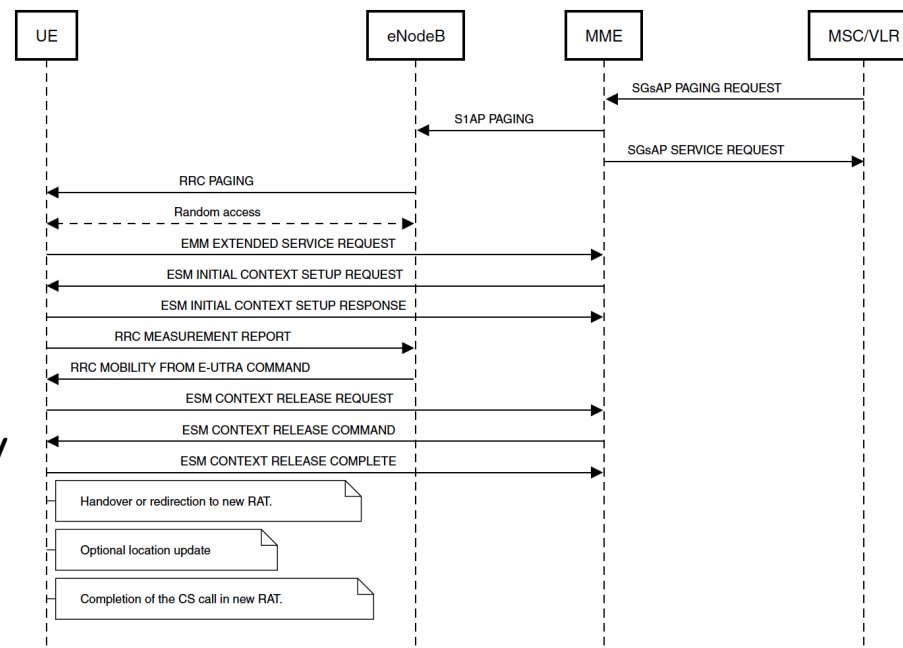 UE
eNodeB
MME
MSC/VLR
SGsAP PAGING REQUEST
S1AP PAGING
SGsAP SERVICE REQUEST
RRC PAGING
Random access
EMM EXTENDED SERVICE REQUEST
ESM INITIAL CONTEXT SETUP REQUEST
ESM INITIAL CONTEXT SETUP RESPONSE
RRC MEASUREMENT REPORT
RRC MOBILITY FROM E-UTRA COMMAND
ESM CONTEXT RELEASE REQUEST
ESM CONTEXT RELEASE COMMAND
ESM CONTEXT RELEASE COMPLETE
Handover or redirection to new RAT.
Optional location update
Completion of the CS call in new RAT.